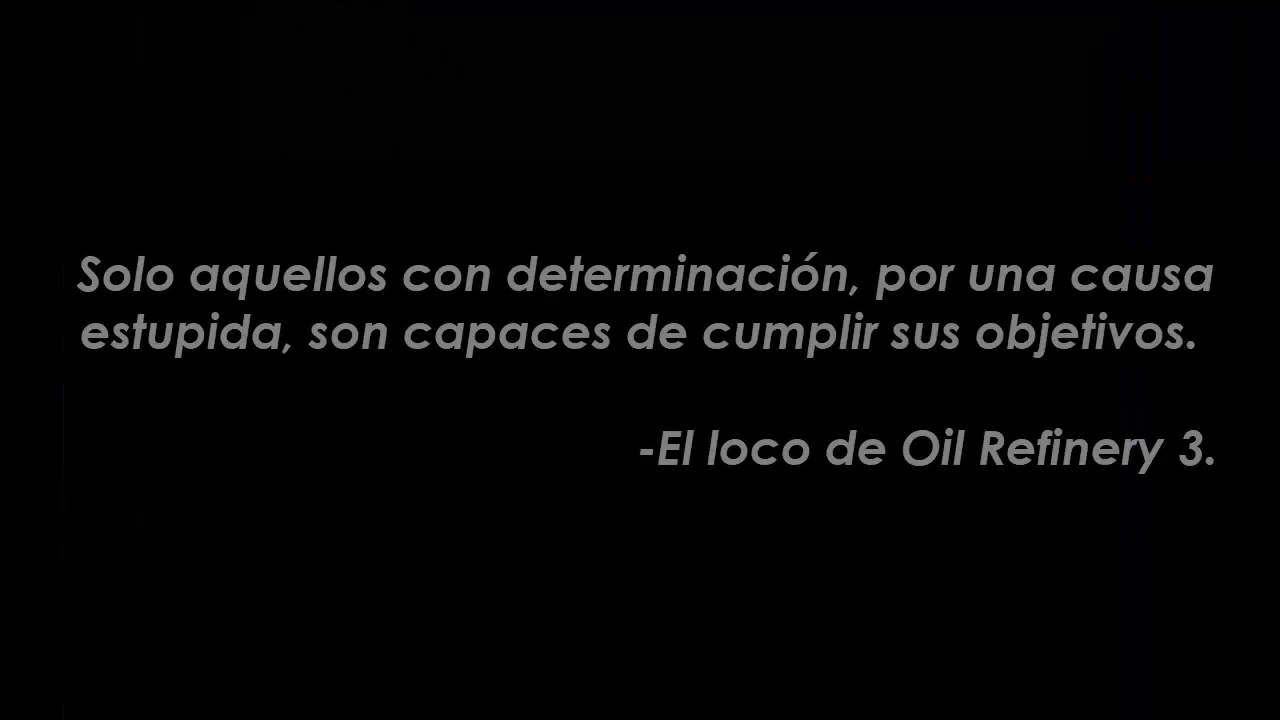 Solo aquellos con determinación, por una causa
estupida, son capaces de cumplir sus objetivos.
-El loco de Oil Refinery 3.